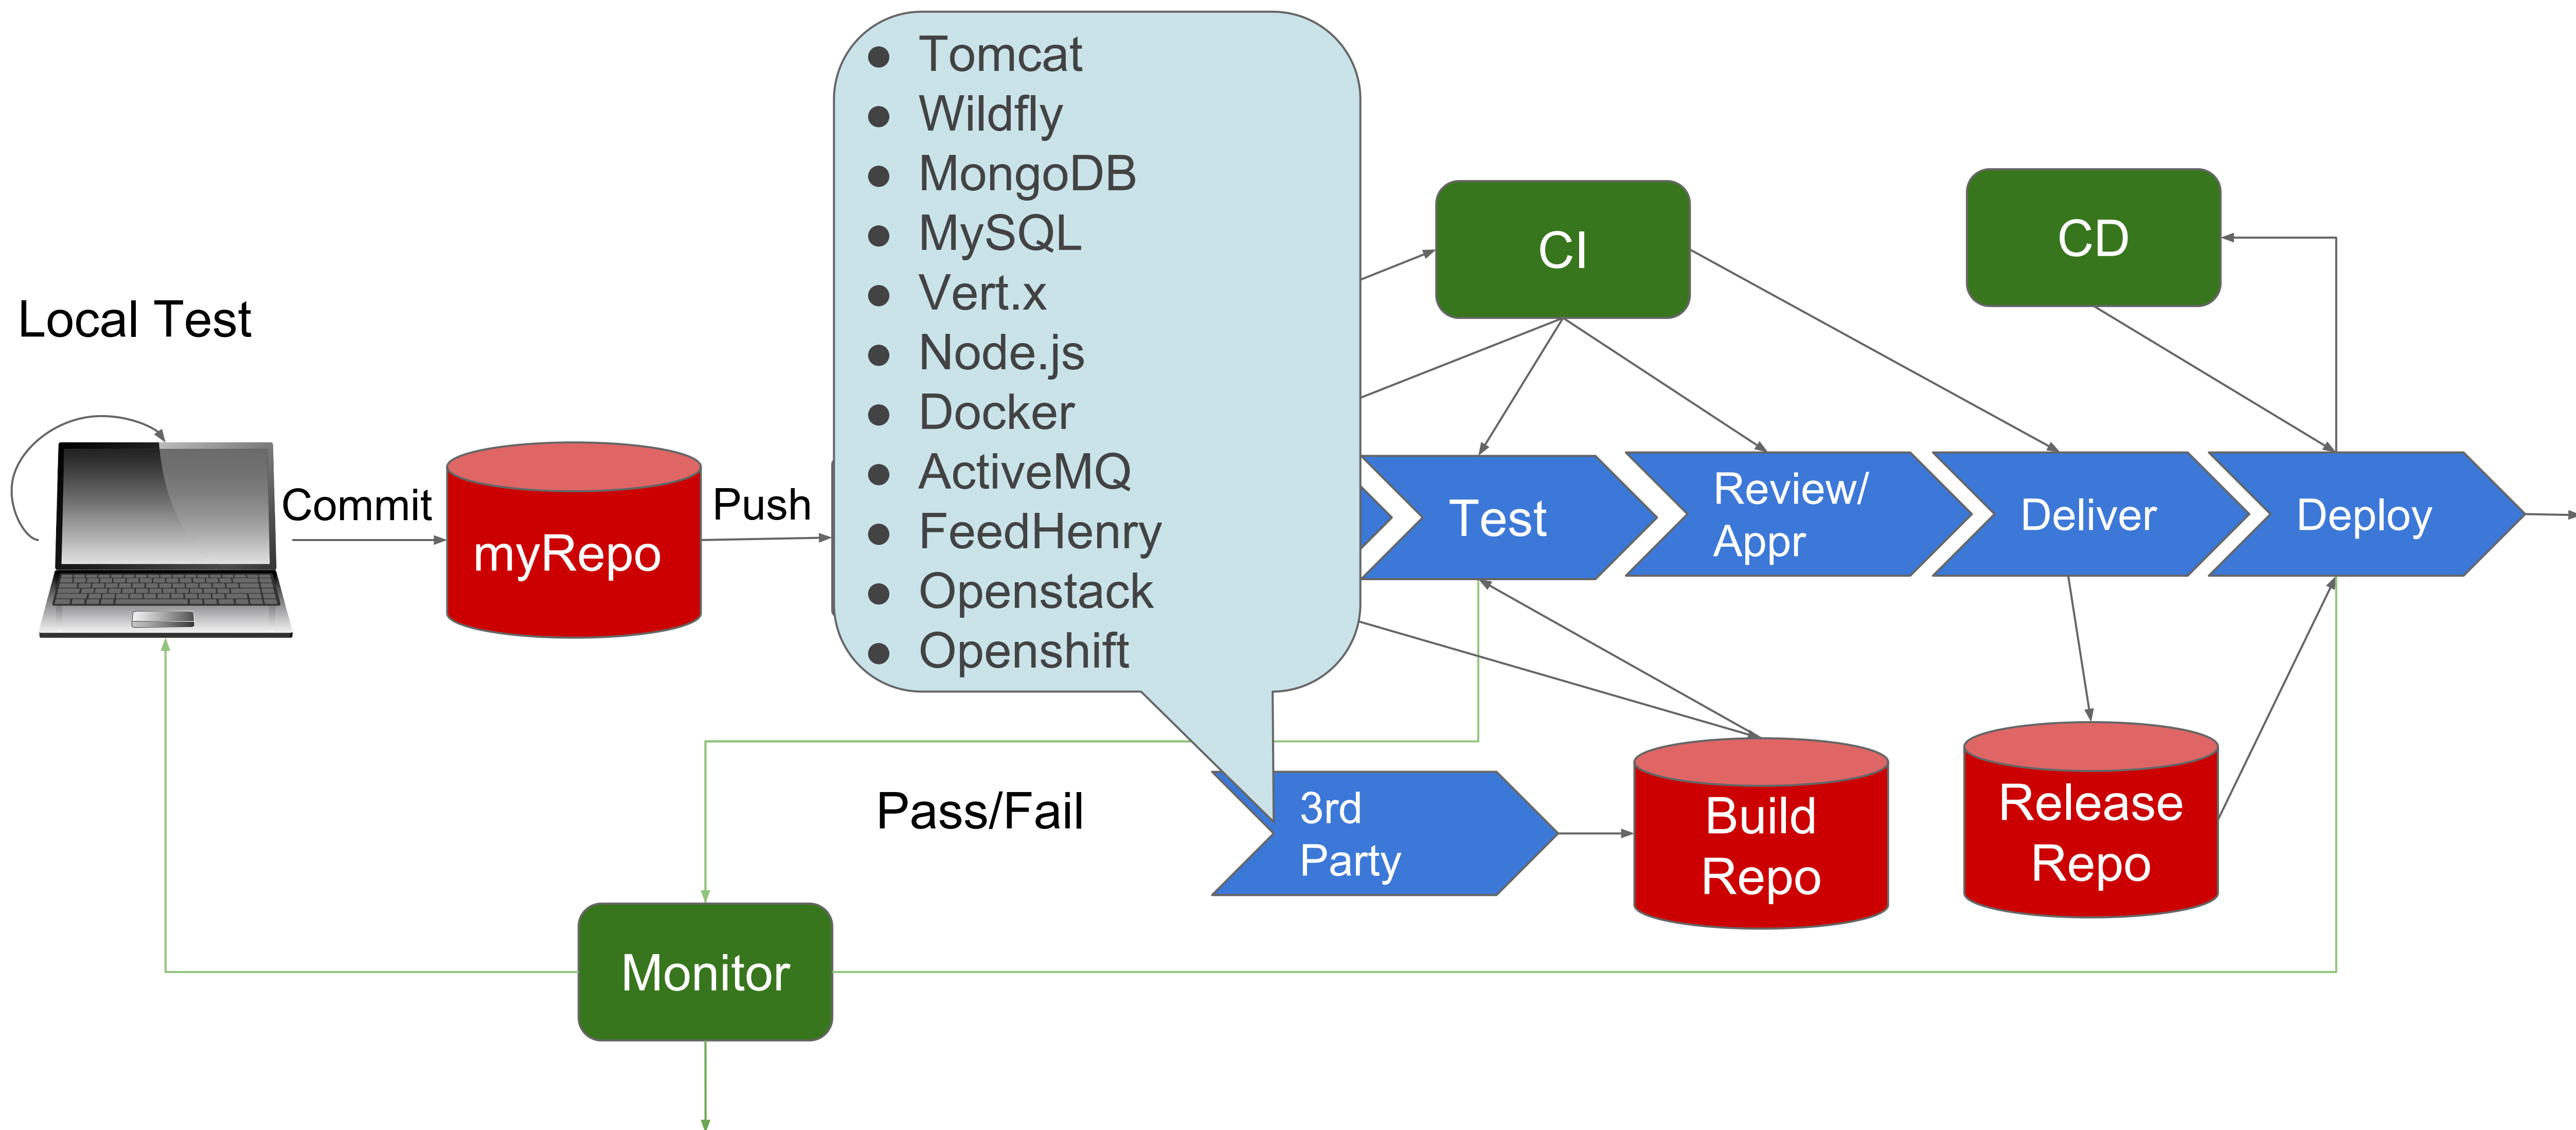 Tomcat
Wildfly
MongoDB
MySQL
Vert.x
Node.js
Docker
ActiveMQ
FeedHenry
Openstack
Openshift
CI
CD
Local Test
Commit
myRepo
Push
Test
Review/
Appr
Deliver
Deploy
Pass/Fail
3rd
Party
Build
Repo
Release
Repo
Monitor